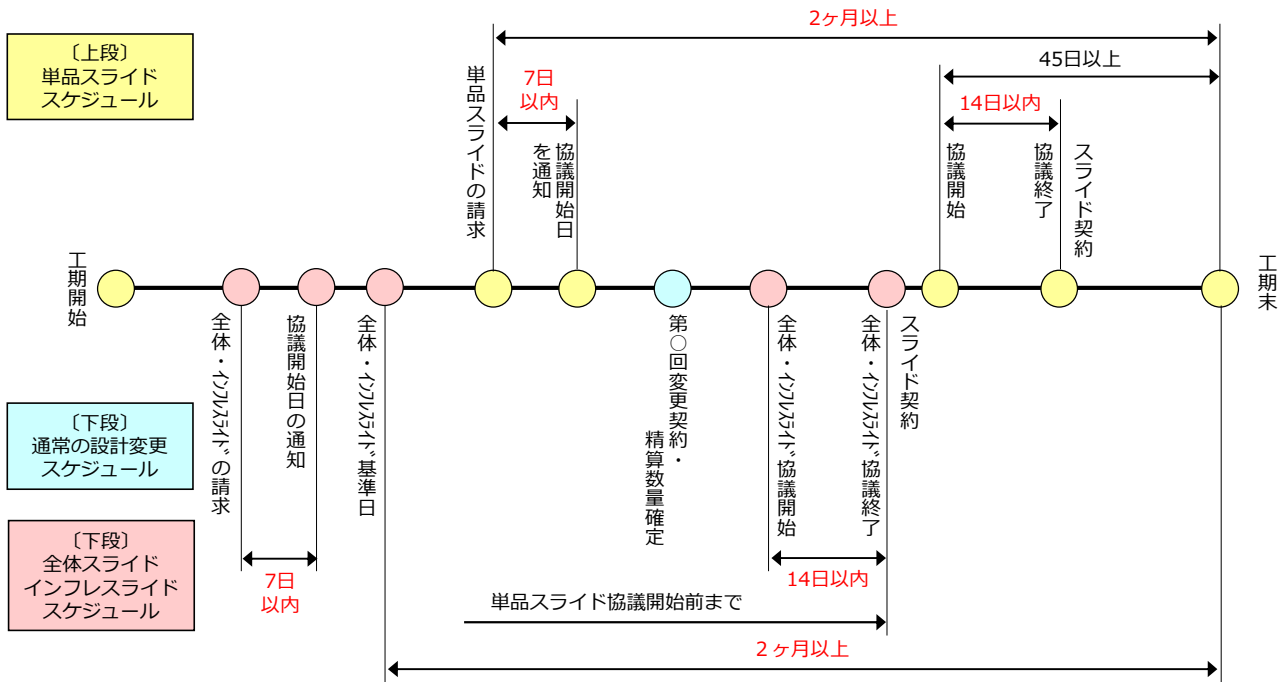 2ヶ月以上
〔上段〕
単品スライド
スケジュール
45日以上
7日
以内
14日以内
単品スライドの請求
協議開始日
を通知
協議開始
協議終了
スライド契約
工期開始
工期末
全体・インフレスライドの請求
協議開始日の通知
全体・インフレスライド基準日
第○回変更契約・
精算数量確定
全体・インフレスライド協議開始
全体・インフレスライド協議終了
スライド契約
〔下段〕
通常の設計変更
スケジュール
〔下段〕
全体スライド
インフレスライド
スケジュール
7日
以内
14日以内
単品スライド協議開始前まで
２ヶ月以上